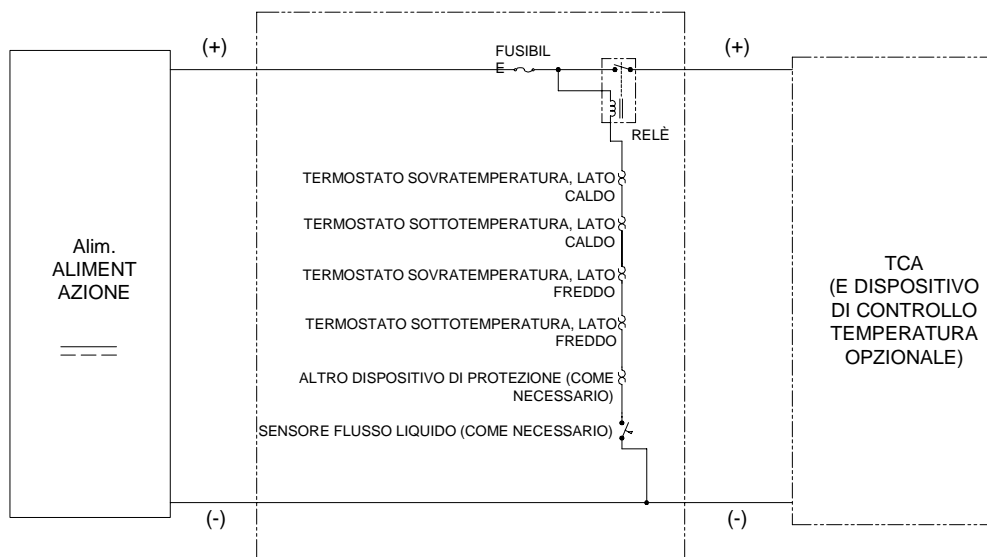 (+)
FUSIBIL
E
(+)
RELÈ
TERMOSTATO SOVRATEMPERATURA, LATO
CALDO
TERMOSTATO SOTTOTEMPERATURA, LATO
CALDO
Alim.
ALIMENT
AZIONE
TERMOSTATO SOVRATEMPERATURA, LATO
FREDDO
TERMOSTATO SOTTOTEMPERATURA, LATO
FREDDO
TCA
(E DISPOSITIVO
DI CONTROLLO
TEMPERATURA
OPZIONALE)
ALTRO DISPOSITIVO DI PROTEZIONE (COME
NECESSARIO)
SENSORE FLUSSO LIQUIDO (COME NECESSARIO)
(-)
(-)